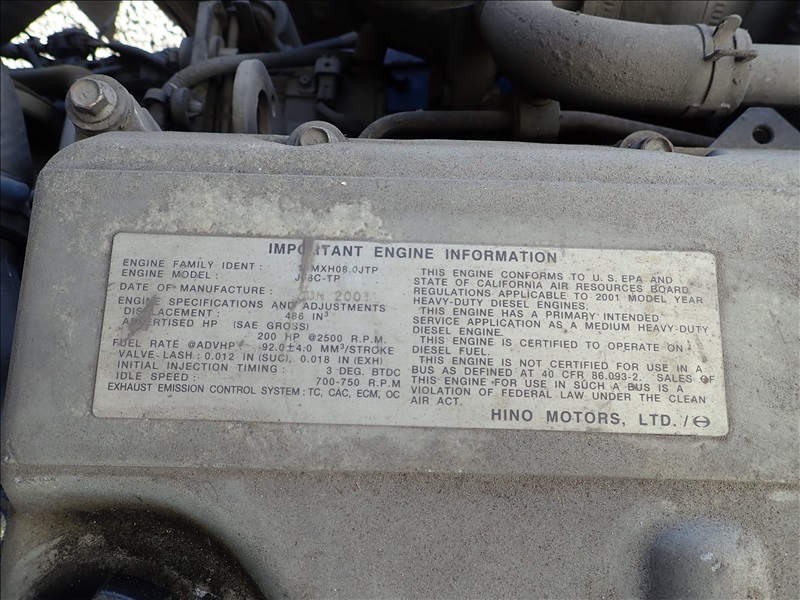 IMPORTANT ENGINE INFORMATION
ENGINE FAMILY IDENT :
ENGINE MODEL : J08C-TP
DATE OF MANUFACTURE : JUN 2001
ENGINE SPECIFICATIONS AND ADJUSTMENTS
DISPLACEMENT : 486 IN³
ADVERTISED HP (SAE GROSS)
200 HP @2500 R.P.M.
FUEL RATE @ADVHP : 92.0±4.0 MM³/STROKE
VALVE-LASH : 0.012 IN (SUC), 0.018 IN (EXH)
INITIAL INJECTION TIMING : 3 DEG. BTDC
IDLE SPEED : 700-750 R.P.M
EXHAUST EMISSION CONTROL SYSTEM : TC, CAC, ECM, OC
THIS ENGINE CONFORMS TO U.S.EPA AND
STATE OF CALIFORNIA AIR RESOURCES BOARD
REGULATIONS APPLICABLE TO 2001 MODEL YEAR
HEAVY-DUTY DIESEL ENGINES.
THIS ENGINE HAS A PRIMARY INTENDED
SERVICE APPLICATION AS A MEDIUM HEAVY-DUTY
DIESEL ENGINE.
THIS ENGINE IS CERTIFIED TO OPERATE ON
DIESEL FUEL.
THIS ENGINE IS NOT CERTIFIED FOR USE IN A
BUS AS DEFINED AT 40 CFR 86.093-2. SALES OF
THIS ENGINE FOR USE IN SUCH A BUS IS A
VIOLATION OF FEDERAL LAW UNDER THE CLEAN
AIR ACT.
HINO MOTORS, LTD./